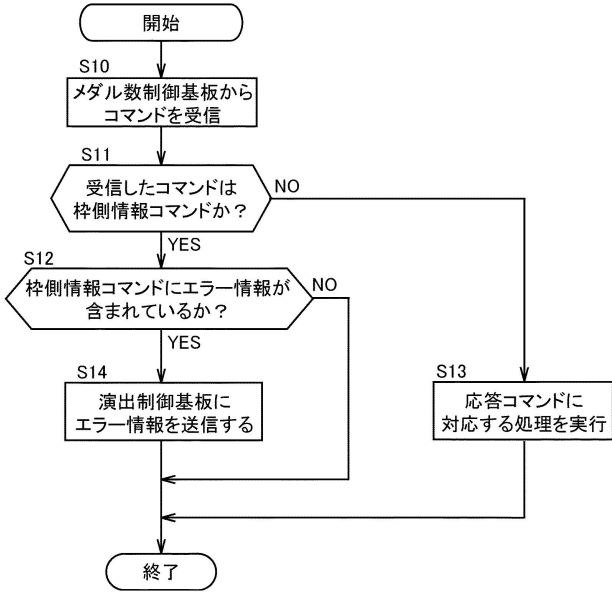 開始
S10
メダル数制御基板から
コマンドを受信
S11
受信したコマンドは
枠側情報コマンドか？
NO
YES
S12
枠側情報コマンドにエラー情報が
含まれているか？
NO
YES
S14
演出制御基板に
エラー情報を送信する
S13
応答コマンドに
対応する処理を実行
終了